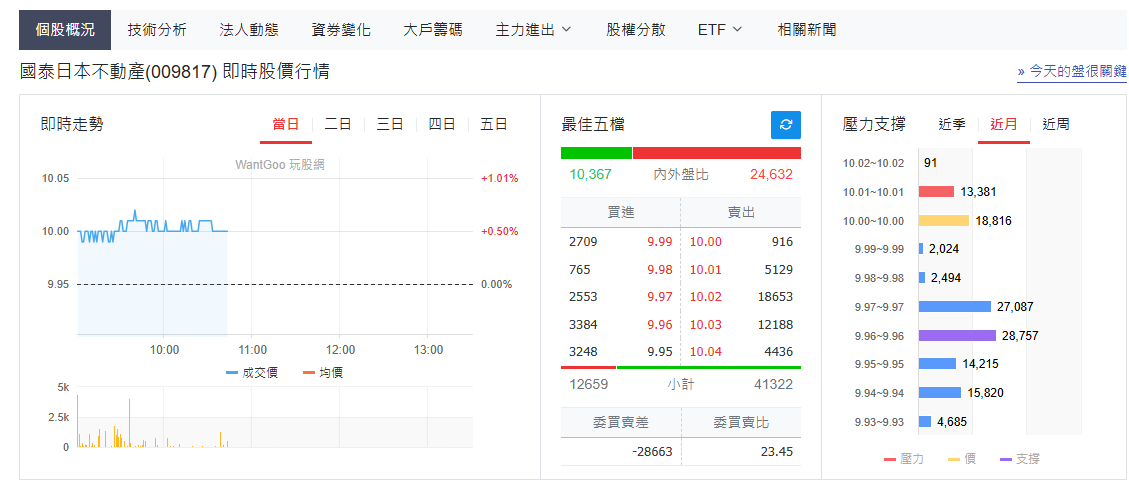 個股概況 技術分析 法人動態 資券變化 大戶籌碼 主力進出 股權分散 ETF 相關新聞
國泰日本不動產(009817) 即時股價行情 » 今天的盤很關鍵
即時走勢 當日 二日 三日 四日 五日
WantGoo 玩股網
10.05 +1.01%
10.00 +0.50%
9.95 0.00%
10:00 11:00 12:00 13:00
成交價 均價
5k
2.5k
0
最佳五檔
10,367 內外盤比 24,632
買進 賣出
2709 9.99 10.00 916
765 9.98 10.01 5129
2553 9.97 10.02 18653
3384 9.96 10.03 12188
3248 9.95 10.04 4436
12659 小計 41322
委買賣差 委買賣比
-28663 23.45
壓力支撐 近季 近月 近周
10.02~10.02 91
10.01~10.01 13,381
10.00~10.00 18,816
9.99~9.99 2,024
9.98~9.98 2,494
9.97~9.97 27,087
9.96~9.96 28,757
9.95~9.95 14,215
9.94~9.94 15,820
9.93~9.93 4,685
壓力 價 支撐